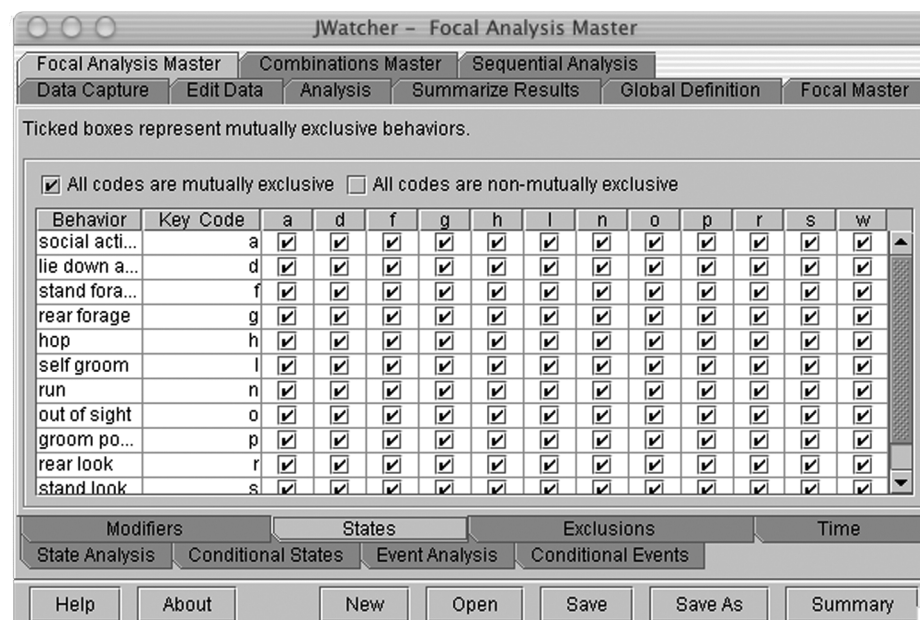 JWatcher – Focal Analysis Master
Focal Analysis Master Combinations Master Sequential Analysis
Data Capture Edit Data Analysis Summarize Results Global Definition Focal Master
Ticked boxes represent mutually exclusive behaviors.
All codes are mutually exclusive All codes are non-mutually exclusive
Behavior Key Code a d f g h l n o p r s w
social acti... a
lie down a... d
stand fora... f
rear forage g
hop h
self groom l
run n
out of sight o
groom po... p
rear look r
stand look s
Modifiers States Exclusions Time
State Analysis Conditional States Event Analysis Conditional Events
Help About New Open Save Save As Summary